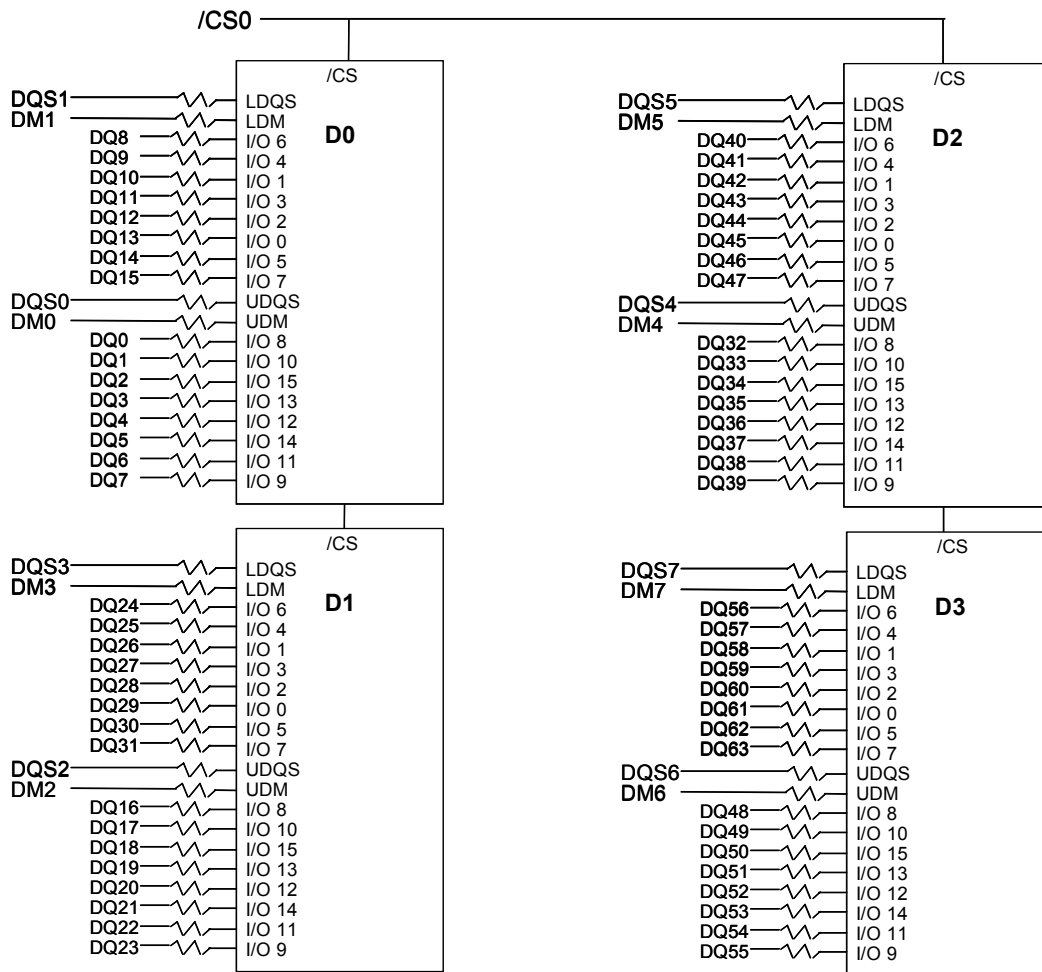 /CS0
/CS
DQS1 LDQS
DM1 LDM
D0
DQ8 I/O 6
DQ9 I/O 4
DQ10 I/O 1
DQ11 I/O 3
DQ12 I/O 2
DQ13 I/O 0
DQ14 I/O 5
DQ15 I/O 7
DQS0 UDQS
DM0 UDM
DQ0 I/O 8
DQ1 I/O 10
DQ2 I/O 15
DQ3 I/O 13
DQ4 I/O 12
DQ5 I/O 14
DQ6 I/O 11
DQ7 I/O 9
/CS
DQS3 LDQS
DM3 LDM
D1
DQ24 I/O 6
DQ25 I/O 4
DQ26 I/O 1
DQ27 I/O 3
DQ28 I/O 2
DQ29 I/O 0
DQ30 I/O 5
DQ31 I/O 7
DQS2 UDQS
DM2 UDM
DQ16 I/O 8
DQ17 I/O 10
DQ18 I/O 15
DQ19 I/O 13
DQ20 I/O 12
DQ21 I/O 14
DQ22 I/O 11
DQ23 I/O 9
/CS
DQS5 LDQS
DM5 LDM
D2
DQ40 I/O 6
DQ41 I/O 4
DQ42 I/O 1
DQ43 I/O 3
DQ44 I/O 2
DQ45 I/O 0
DQ46 I/O 5
DQ47 I/O 7
DQS4 UDQS
DM4 UDM
DQ32 I/O 8
DQ33 I/O 10
DQ34 I/O 15
DQ35 I/O 13
DQ36 I/O 12
DQ37 I/O 14
DQ38 I/O 11
DQ39 I/O 9
/CS
DQS7 LDQS
DM7 LDM
D3
DQ56 I/O 6
DQ57 I/O 4
DQ58 I/O 1
DQ59 I/O 3
DQ60 I/O 2
DQ61 I/O 0
DQ62 I/O 5
DQ63 I/O 7
DQS6 UDQS
DM6 UDM
DQ48 I/O 8
DQ49 I/O 10
DQ50 I/O 15
DQ51 I/O 13
DQ52 I/O 12
DQ53 I/O 14
DQ54 I/O 11
DQ55 I/O 9